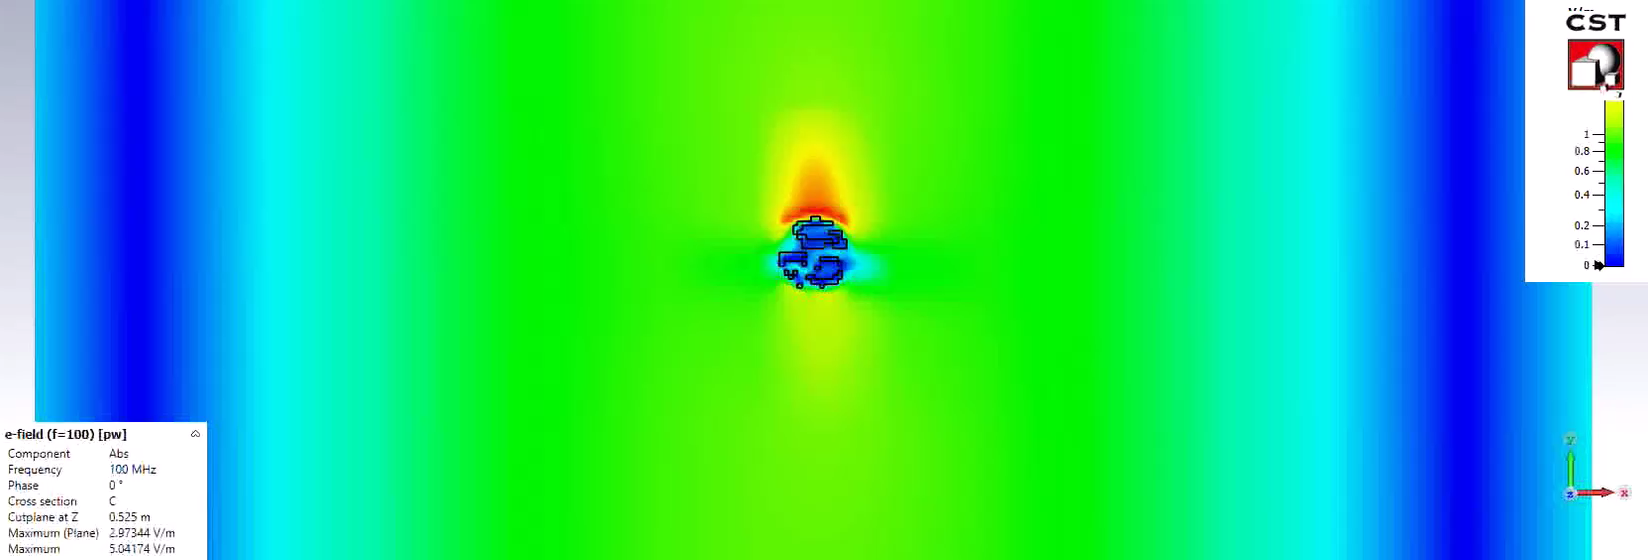 CST
1
0.8
0.6
0.4
0.2
0.1
0
e-field (f=100) [pw]
Component Abs
Frequency 100 MHz
Phase 0 °
Cross section C
Cutplane at Z 0.525 m
Maximum (Plane) 2.97344 V/m
Maximum 5.04174 V/m
y
z x